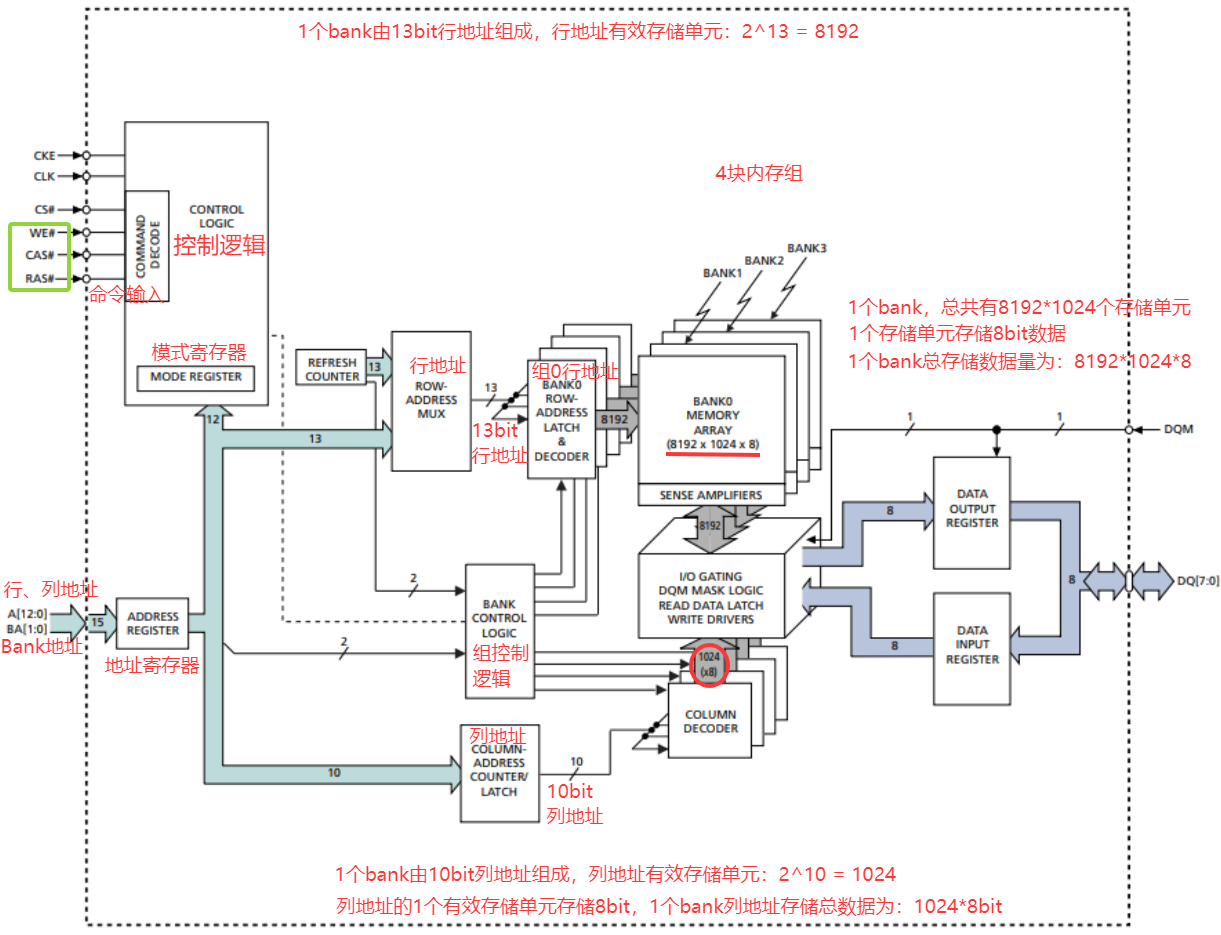 1个bank由13bit行地址组成，行地址有效存储单元：2^13 = 8192
CKE
CLK
CS#
WE#
CAS#
RAS#
命令输入
COMMAND
DECODE
CONTROL
LOGIC
控制逻辑
模式寄存器
MODE REGISTER
12
4块内存组
BANK3
BANK2
BANK1
1个bank，总共有8192*1024个存储单元
1个存储单元存储8bit数据
1个bank总存储数据量为：8192*1024*8
REFRESH
COUNTER
13
13
行地址
ROW-
ADDRESS
MUX
13
13bit
行地址
组0行地址
BANK0
ROW-
ADDRESS
LATCH
&
DECODER
8192
BANK0
MEMORY
ARRAY
(8192 x 1024 x 8)
SENSE AMPLIFIERS
8192
1
1
DQM
I/O GATING
DQM MASK LOGIC
READ DATA LATCH
WRITE DRIVERS
8
DATA
OUTPUT
REGISTER
8
DQ[7:0]
8
DATA
INPUT
REGISTER
行、列地址
A[12:0]
BA[1:0]
Bank地址
15
ADDRESS
REGISTER
地址寄存器
2
2
BANK
CONTROL
LOGIC
组控制
逻辑
1024
(x8)
COLUMN
DECODER
10
列地址
COLUMN-
ADDRESS
COUNTER/
LATCH
10
10bit
列地址
1个bank由10bit列地址组成，列地址有效存储单元：2^10 = 1024
列地址的1个有效存储单元存储8bit，1个bank列地址存储总数据为：1024*8bit